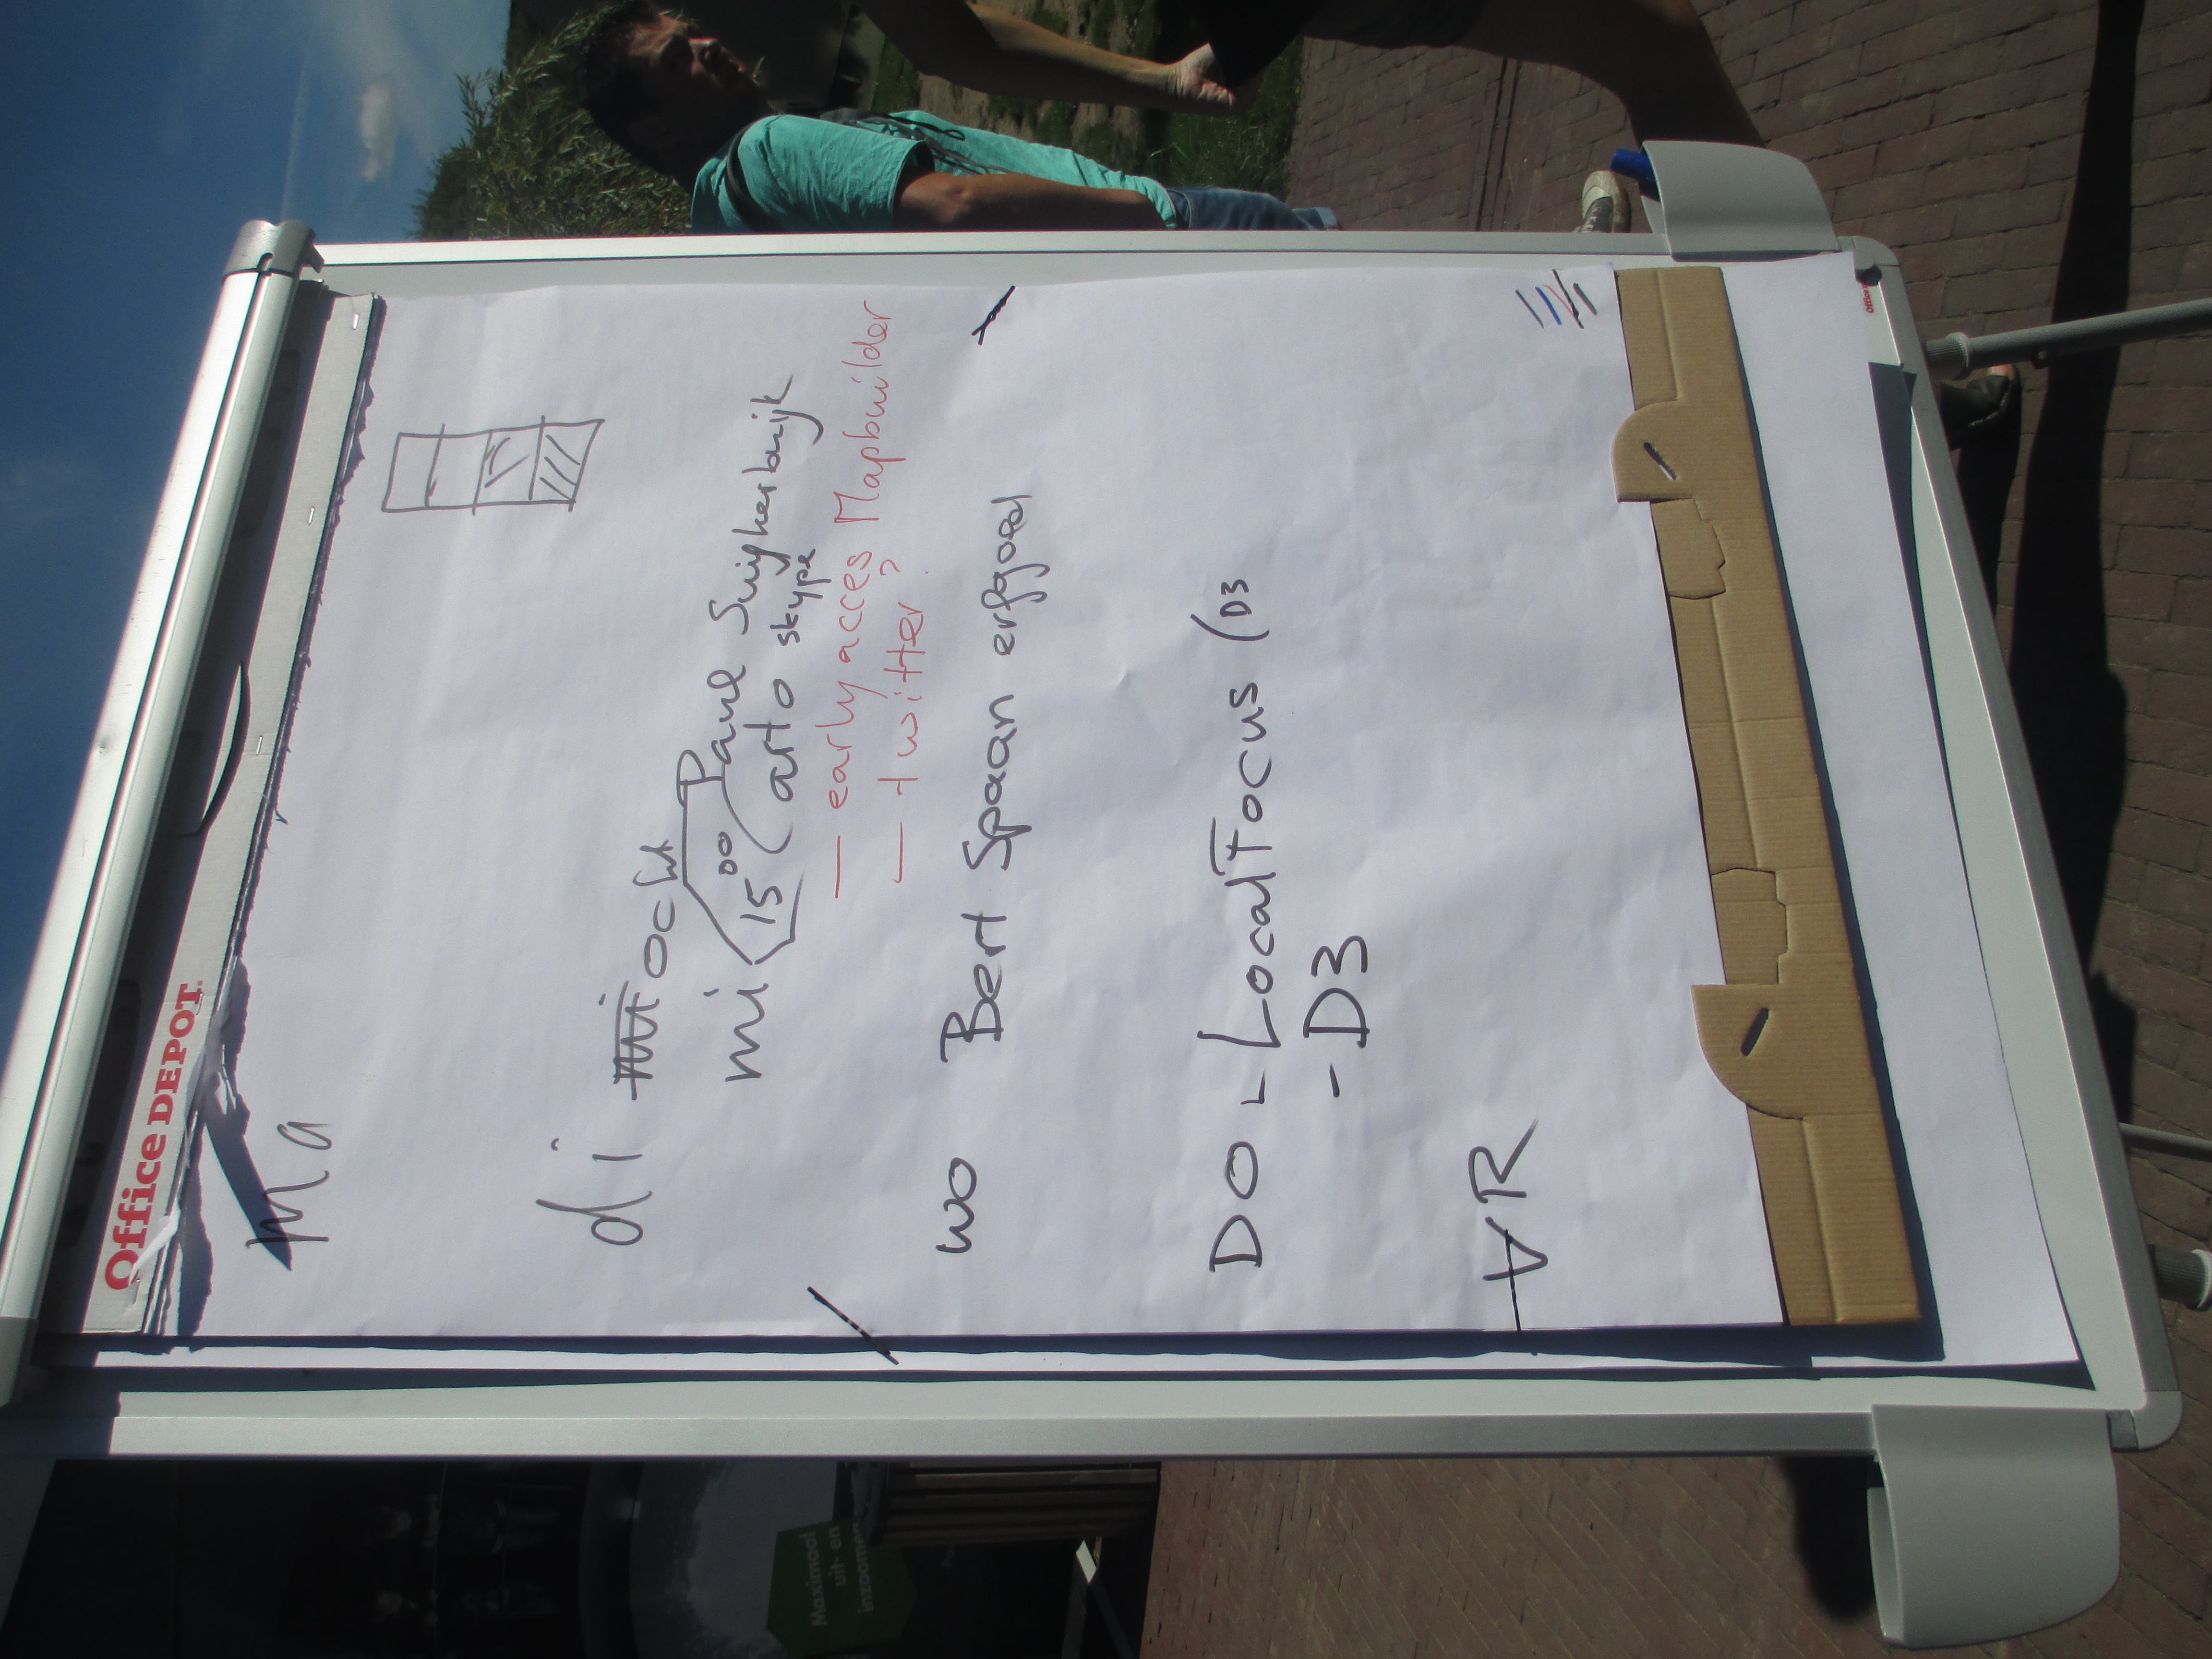 Office DEPOT
Ma
di mi ocht
mi 15 00 Paul Suijkerbuijk
Carto skype
— early acces Mapbuilder
— twitter?
wo Bert Spaan erfgoed
DO - LocalFocus (D3
- D3
VR
Maximaal
uit- en
inzoomen
Office